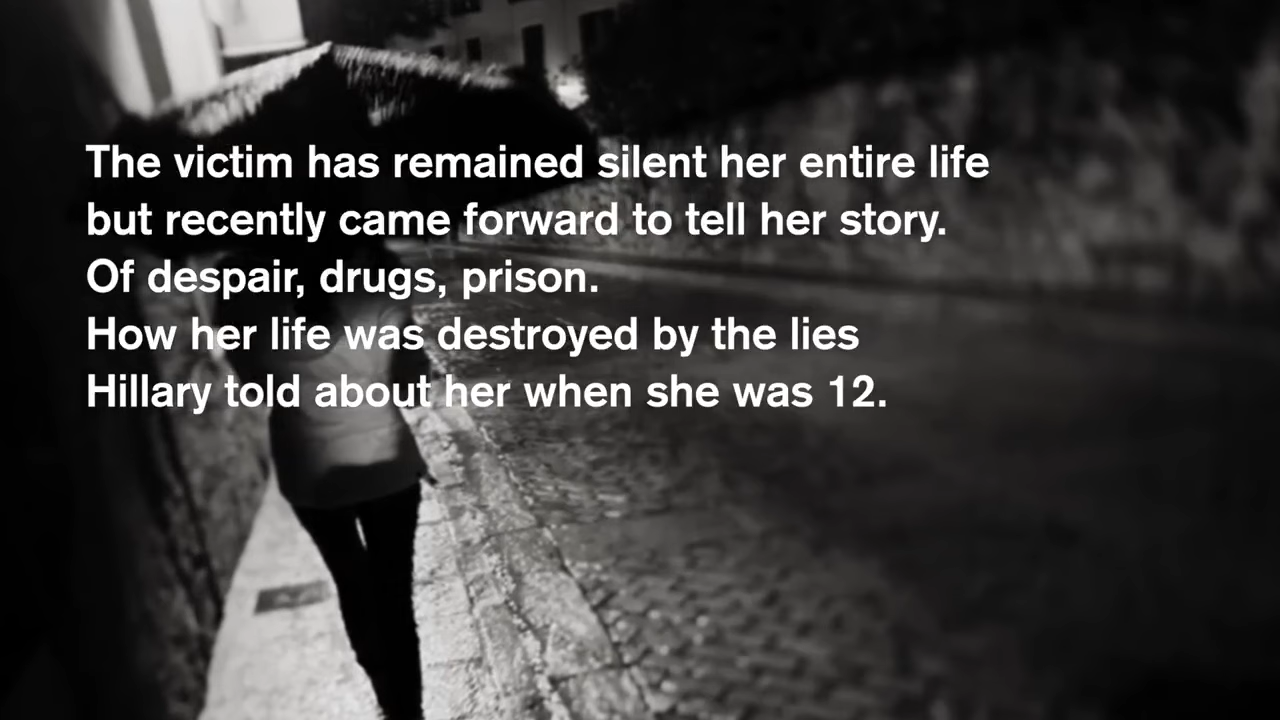 The victim has remained silent her entire life
but recently came forward to tell her story.
Of despair, drugs, prison.
How her life was destroyed by the lies
Hillary told about her when she was 12.